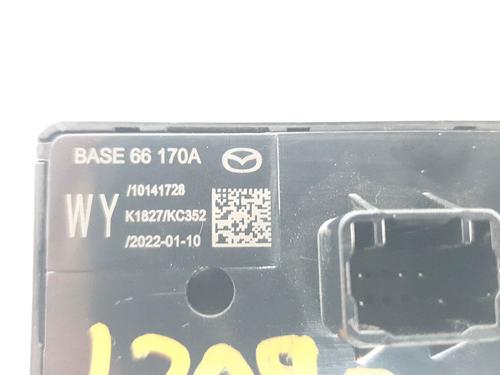 BASE 66 170A
WY
/10141728
K1827/KC352
/2022-01-10